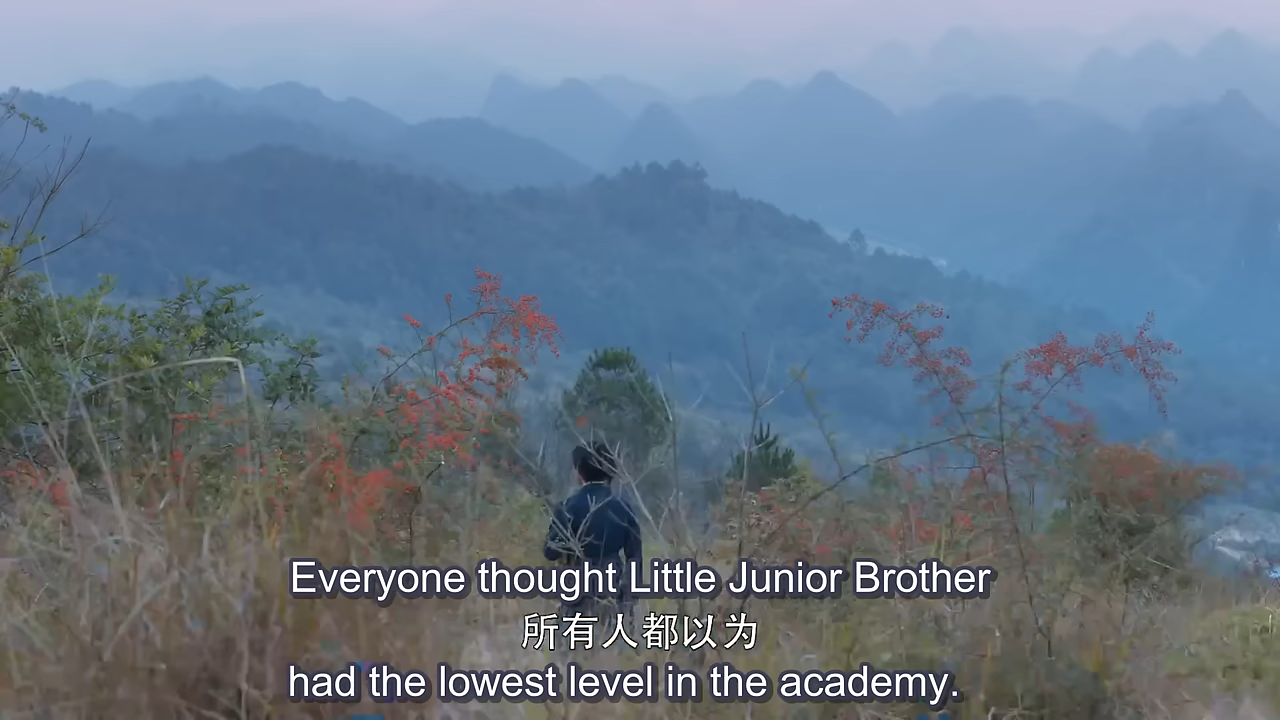 Everyone thought Little Junior Brother
所有人都以为
had the lowest level in the academy.